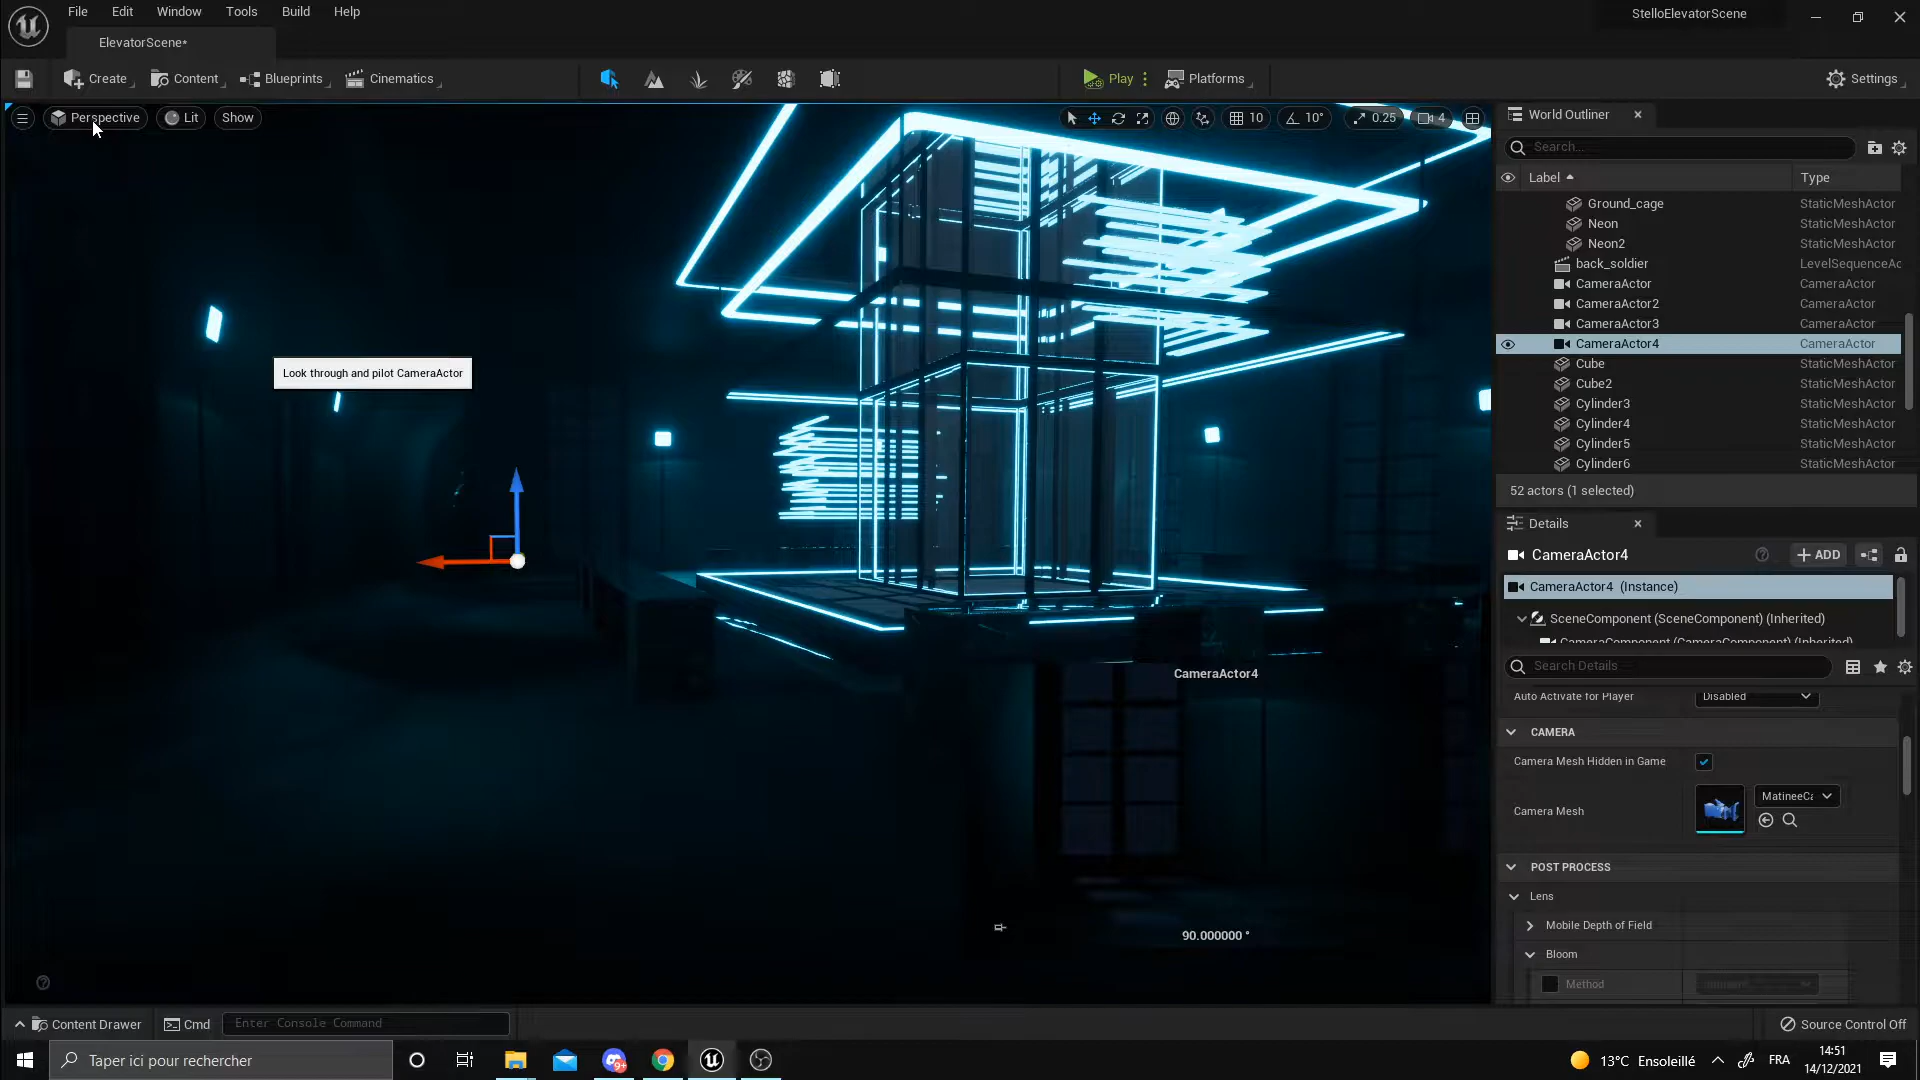 File Edit Window Tools Build Help
StelloElevatorScene
ElevatorScene*
Create Content Blueprints Cinematics
Play Platforms
Settings
Perspective Lit Show
10 10° 0.25 4
World Outliner
Search...
Label Type
Ground_cage StaticMeshActor
Neon StaticMeshActor
Neon2 StaticMeshActor
back_soldier LevelSequenceAc
CameraActor CameraActor
CameraActor2 CameraActor
CameraActor3 CameraActor
CameraActor4 CameraActor
Cube StaticMeshActor
Cube2 StaticMeshActor
Cylinder3 StaticMeshActor
Cylinder4 StaticMeshActor
Cylinder5 StaticMeshActor
Cylinder6 StaticMeshActor
52 actors (1 selected)
Look through and pilot CameraActor
Details
CameraActor4
ADD
CameraActor4 (Instance)
SceneComponent (SceneComponent) (Inherited)
CameraComponent (CameraComponent) (Inherited)
Search Details
Auto Activate for Player Disabled
CAMERA
Camera Mesh Hidden in Game
Camera Mesh MatineeCa
POST PROCESS
Lens
Mobile Depth of Field
Bloom
Method
CameraActor4
90.000000 °
Content Drawer Cmd Enter Console Command
Source Control Off
Taper ici pour rechercher
9+
13°C Ensoleillé
FRA
14:51
14/12/2021